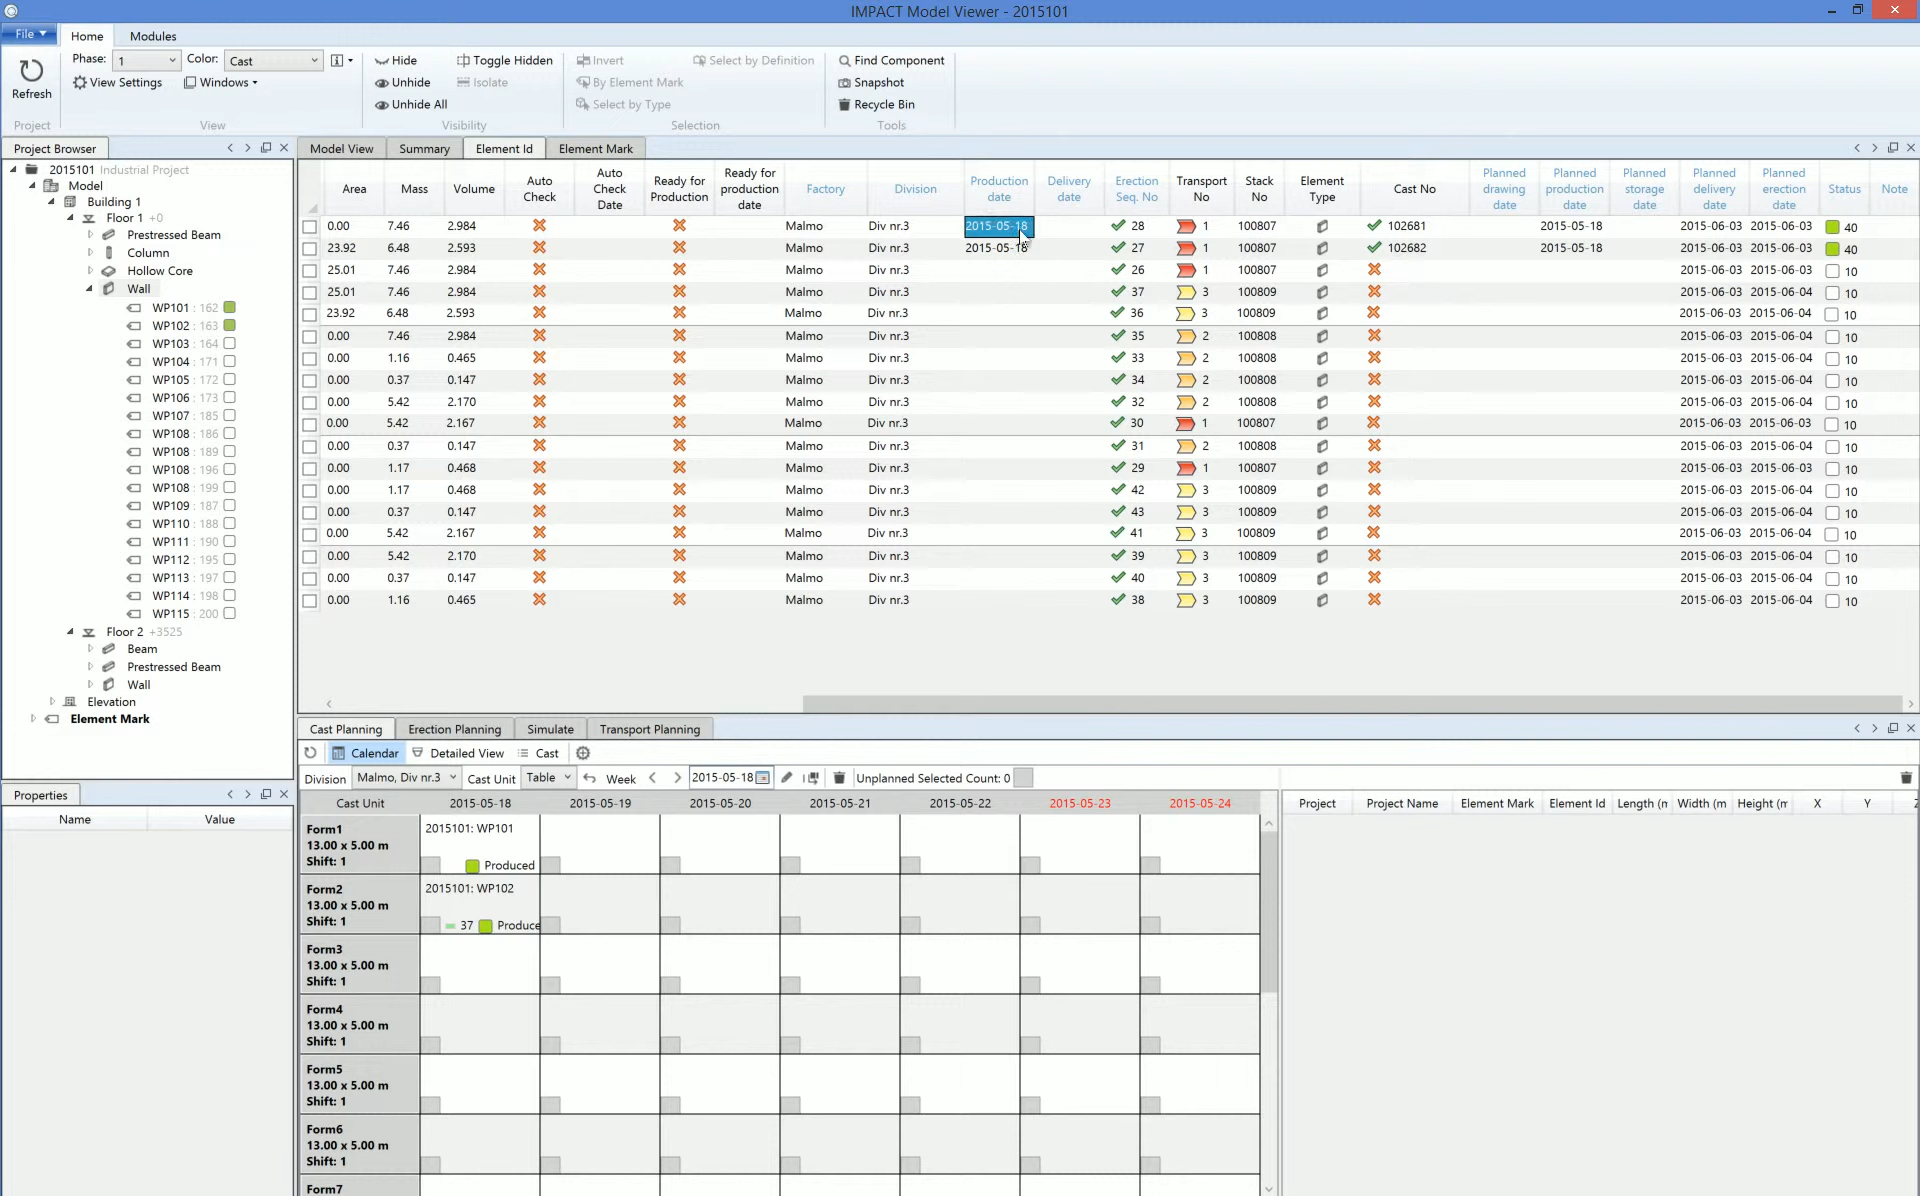 IMPACT Model Viewer - 2015101
File
Home
Modules
Refresh
Phase: 1
Color: Cast
View Settings
Windows
Hide
Unhide
Unhide All
Toggle Hidden
Isolate
Invert
By Element Mark
Select by Type
Select by Definition
Find Component
Snapshot
Recycle Bin
Project
View
Visibility
Selection
Tools
Project Browser
2015101 Industrial Project
Model
Building 1
Floor 1 +0
Prestressed Beam
Column
Hollow Core
Wall
WP101 : 162
WP102 : 163
WP103 : 164
WP104 : 171
WP105 : 172
WP106 : 173
WP107 : 185
WP108 : 186
WP108 : 189
WP108 : 196
WP108 : 199
WP109 : 187
WP110 : 188
WP111 : 190
WP112 : 195
WP113 : 197
WP114 : 198
WP115 : 200
Floor 2 +3525
Beam
Prestressed Beam
Wall
Elevation
Element Mark
Properties
Name Value
Model View Summary Element Id Element Mark
Area Mass Volume Auto Check Auto Check Date Ready for Production Ready for production date Factory Division Production date Delivery date Erection Seq. No Transport No Stack No Element Type Cast No Planned drawing date Planned production date Planned storage date Planned delivery date Planned erection date Status Note
0.00 7.46 2.984 Malmo Div nr.3 2015-05-18 28 1 100807 102681 2015-05-18 2015-06-03 2015-06-03 40
23.92 6.48 2.593 Malmo Div nr.3 2015-05-18 27 1 100807 102682 2015-05-18 2015-06-03 2015-06-03 40
25.01 7.46 2.984 Malmo Div nr.3 26 1 100807 2015-06-03 2015-06-03 10
25.01 7.46 2.984 Malmo Div nr.3 37 3 100809 2015-06-03 2015-06-04 10
23.92 6.48 2.593 Malmo Div nr.3 36 3 100809 2015-06-03 2015-06-04 10
0.00 7.46 2.984 Malmo Div nr.3 35 2 100808 2015-06-03 2015-06-04 10
0.00 1.16 0.465 Malmo Div nr.3 33 2 100808 2015-06-03 2015-06-04 10
0.00 0.37 0.147 Malmo Div nr.3 34 2 100808 2015-06-03 2015-06-04 10
0.00 5.42 2.170 Malmo Div nr.3 32 2 100808 2015-06-03 2015-06-04 10
0.00 5.42 2.167 Malmo Div nr.3 30 1 100807 2015-06-03 2015-06-03 10
0.00 0.37 0.147 Malmo Div nr.3 31 2 100808 2015-06-03 2015-06-04 10
0.00 1.17 0.468 Malmo Div nr.3 29 1 100807 2015-06-03 2015-06-03 10
0.00 1.17 0.468 Malmo Div nr.3 42 3 100809 2015-06-03 2015-06-04 10
0.00 0.37 0.147 Malmo Div nr.3 43 3 100809 2015-06-03 2015-06-04 10
0.00 5.42 2.167 Malmo Div nr.3 41 3 100809 2015-06-03 2015-06-04 10
0.00 5.42 2.170 Malmo Div nr.3 39 3 100809 2015-06-03 2015-06-04 10
0.00 0.37 0.147 Malmo Div nr.3 40 3 100809 2015-06-03 2015-06-04 10
0.00 1.16 0.465 Malmo Div nr.3 38 3 100809 2015-06-03 2015-06-04 10
Cast Planning Erection Planning Simulate Transport Planning
Calendar Detailed View Cast
Division Malmo, Div nr.3 Cast Unit Table Week 2015-05-18 Unplanned Selected Count: 0
Cast Unit 2015-05-18 2015-05-19 2015-05-20 2015-05-21 2015-05-22 2015-05-23 2015-05-24
Form1
13.00 x 5.00 m
Shift: 1
2015101: WP101
Produced
Form2
13.00 x 5.00 m
Shift: 1
2015101: WP102
37 Produce
Form3
13.00 x 5.00 m
Shift: 1
Form4
13.00 x 5.00 m
Shift: 1
Form5
13.00 x 5.00 m
Shift: 1
Form6
13.00 x 5.00 m
Shift: 1
Form7
Project Project Name Element Mark Element Id Length (m Width (m Height (m X Y Z